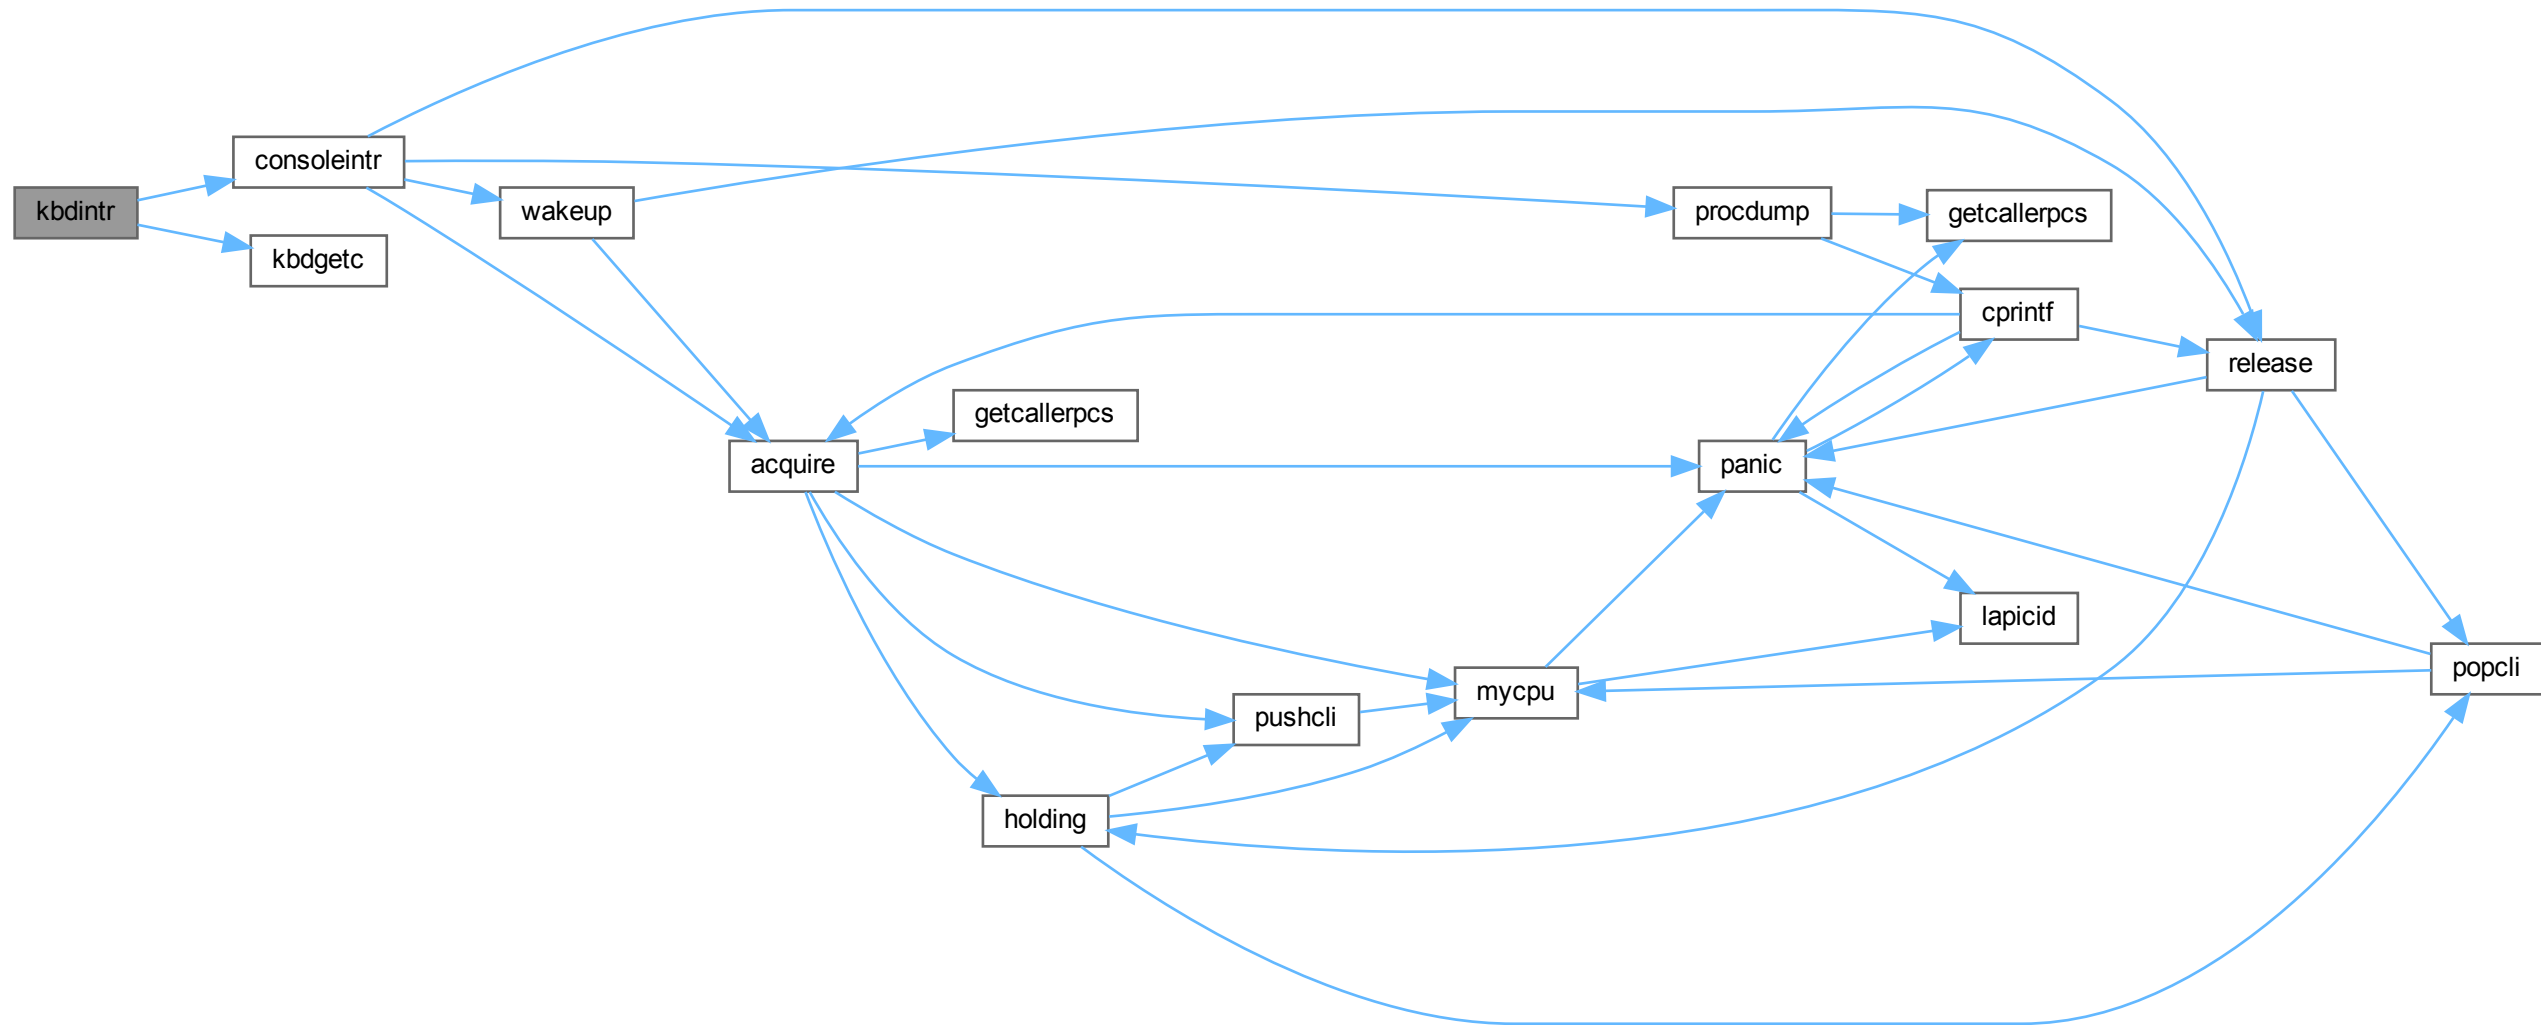 consoleintr
kbdintr
wakeup
procdump
getcallerpcs
kbdgetc
cprintf
release
getcallerpcs
acquire
panic
lapicid
popcli
mycpu
pushcli
holding